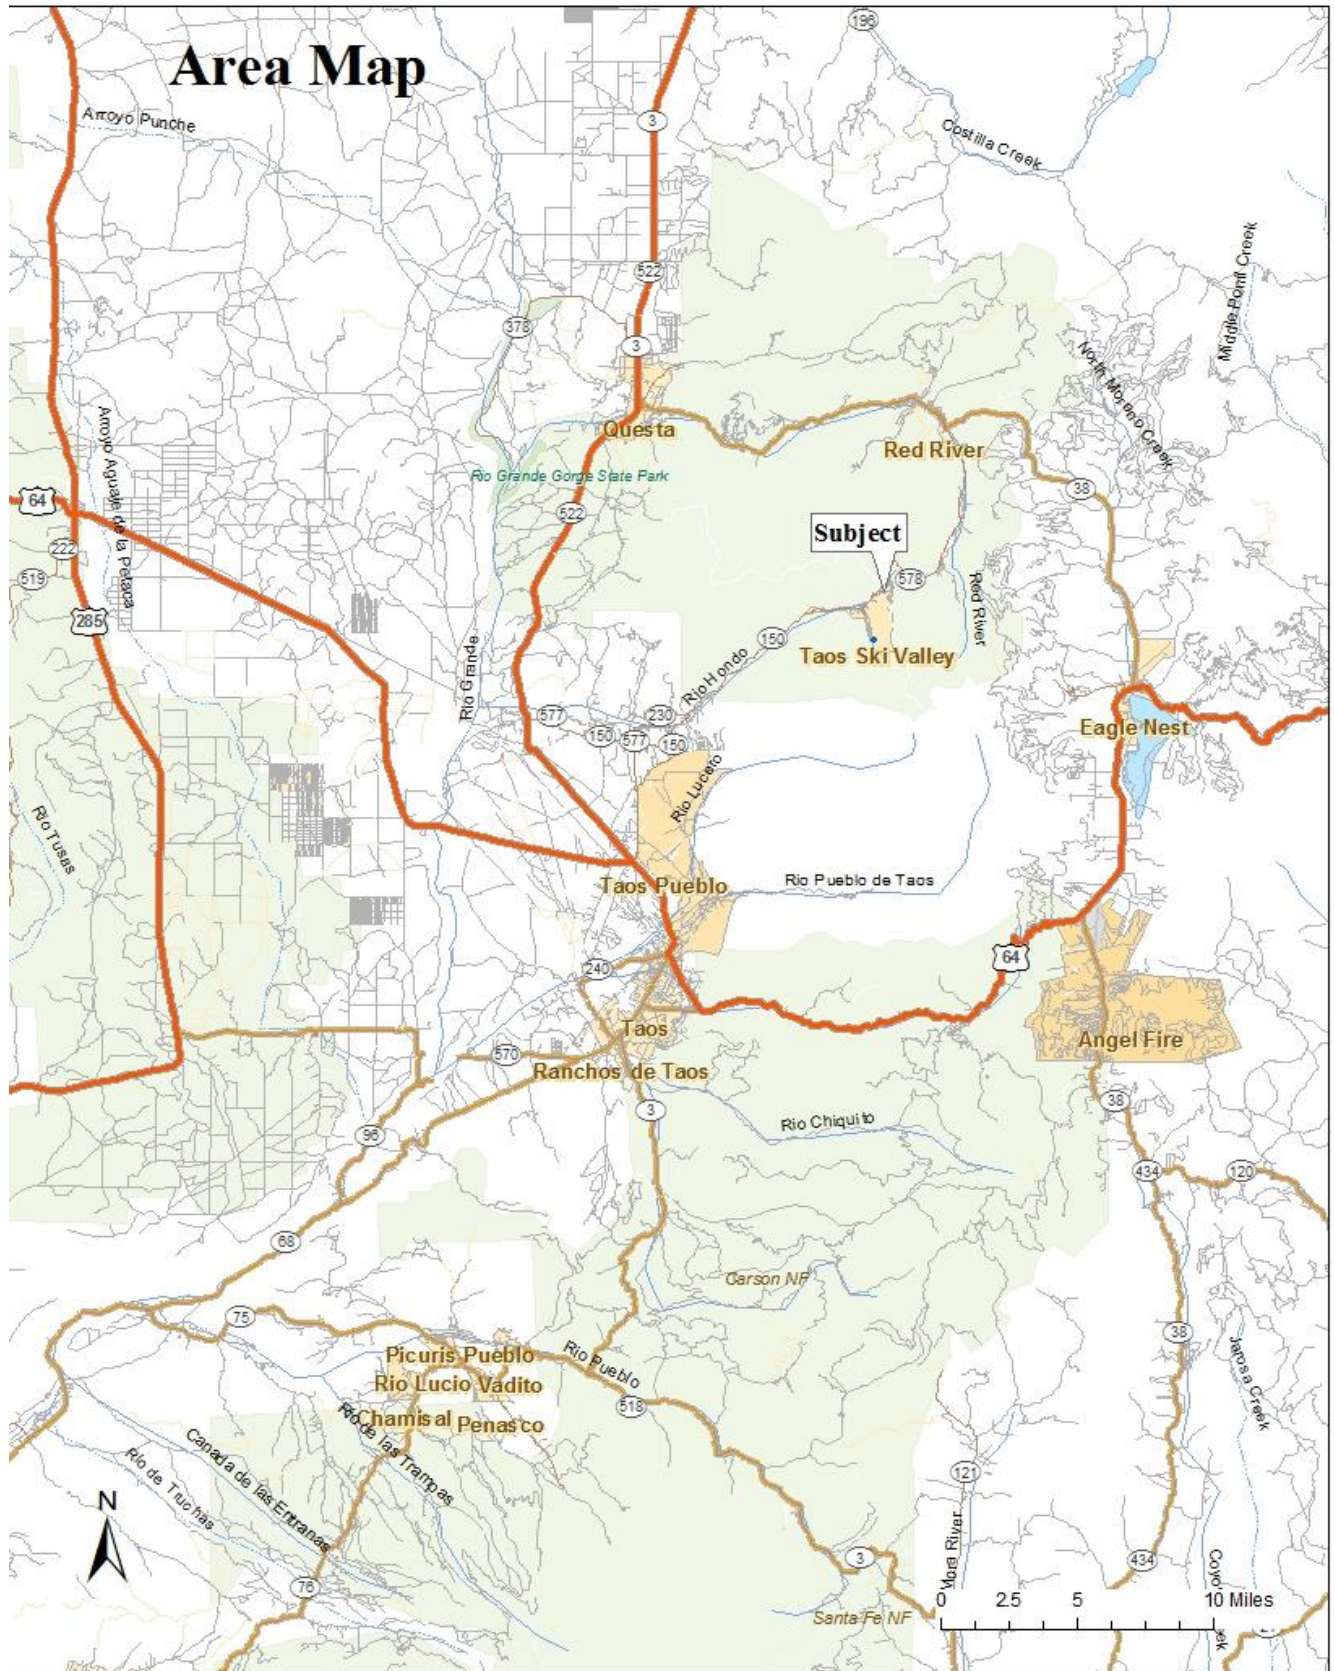 Area Map
196
Arroyo Punche
3
Costilla Creek
522
Middle Ponil Creek
378
3
North Moreno Creek
Questa
Red River
Arroyo Aguaje de la Petaca
Rio Grande Gorge State Park
64
38
522
Subject
222
519
578
Red River
285
150
Taos Ski Valley
Rio Grande
Rio Hondo
577
230
150
577
150
Eagle Nest
Rio Lucero
Rio Tusas
Taos Pueblo
Rio Pueblo de Taos
64
240
Taos
Angel Fire
570
Ranchos de Taos
3
38
Rio Chiquito
96
434
120
68
Carson NF
75
38
Picuris Pueblo
Rio Pueblo
Rio Lucio
Vadito
Jarosa Creek
518
Chamisal
Penasco
Rio de las Trampas
Canada de las Entranas
Rio de Truchas
121
N
Mora River
3
434
76
0 2.5 5 10 Miles
Santa Fe NF